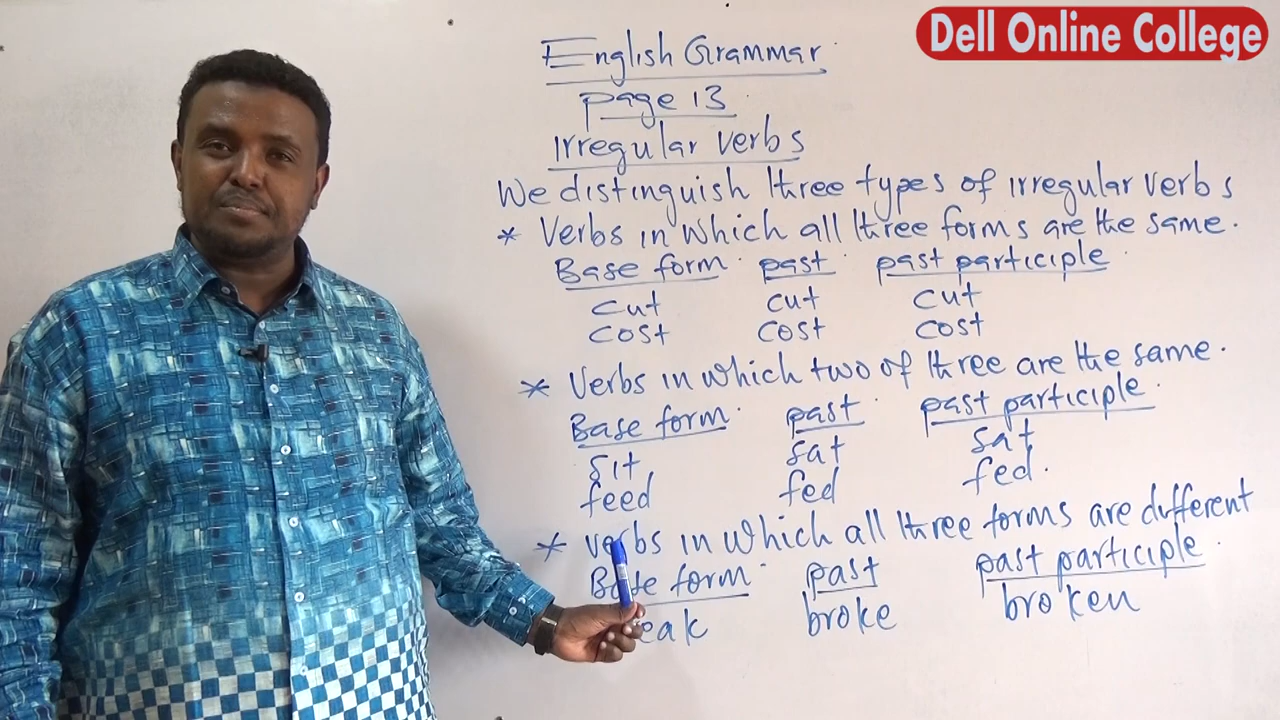 Dell Online College
English Grammar
page 13
Irregular verbs
We distinguish three types of irregular verbs
* Verbs in which all three forms are the same.
Base form past past participle
cut cut cut
cost cost cost
* Verbs in which two of three are the same.
Base form past past participle
sit sat sat
feed fed fed.
* verbs in which all three forms are different
Base form past past participle
eak broke broken